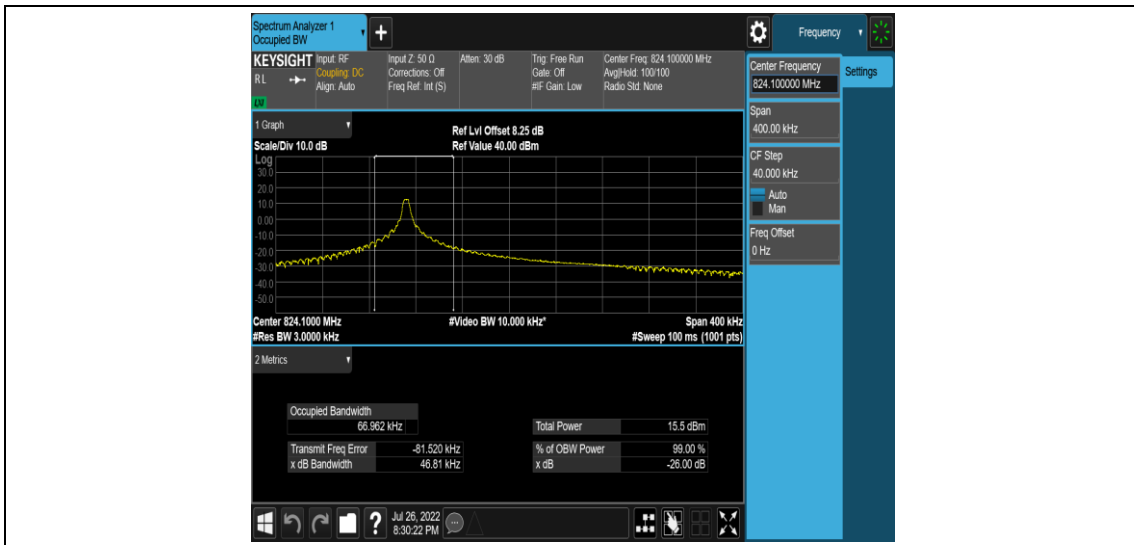 Spectrum Analyzer 1
Occupied BW
Frequency
KEYSIGHT
RL
Input: RF
Coupling: DC
Align: Auto
Input Z: 50 Ω
Corrections: Off
Freq Ref: Int (S)
Atten: 30 dB
Trig: Free Run
Gate: Off
#IF Gain: Low
Center Freq: 824.100000 MHz
Avg|Hold: 100/100
Radio Std: None
Center Frequency
824.100000 MHz
Settings
Span
400.00 kHz
CF Step
40.000 kHz
Auto
Man
Freq Offset
0 Hz
1 Graph
Scale/Div 10.0 dB
Ref Lvl Offset 8.25 dB
Ref Value 40.00 dBm
Log
30.0
20.0
10.0
0.00
-10.0
-20.0
-30.0
-40.0
-50.0
Center 824.1000 MHz
#Res BW 3.0000 kHz
#Video BW 10.000 kHz*
Span 400 kHz
#Sweep 100 ms (1001 pts)
2 Metrics
Occupied Bandwidth
66.962 kHz
Total Power 15.5 dBm
Transmit Freq Error -81.520 kHz
% of OBW Power 99.00 %
x dB Bandwidth 46.81 kHz
x dB -26.00 dB
?
Jul 26, 2022
8:30:22 PM